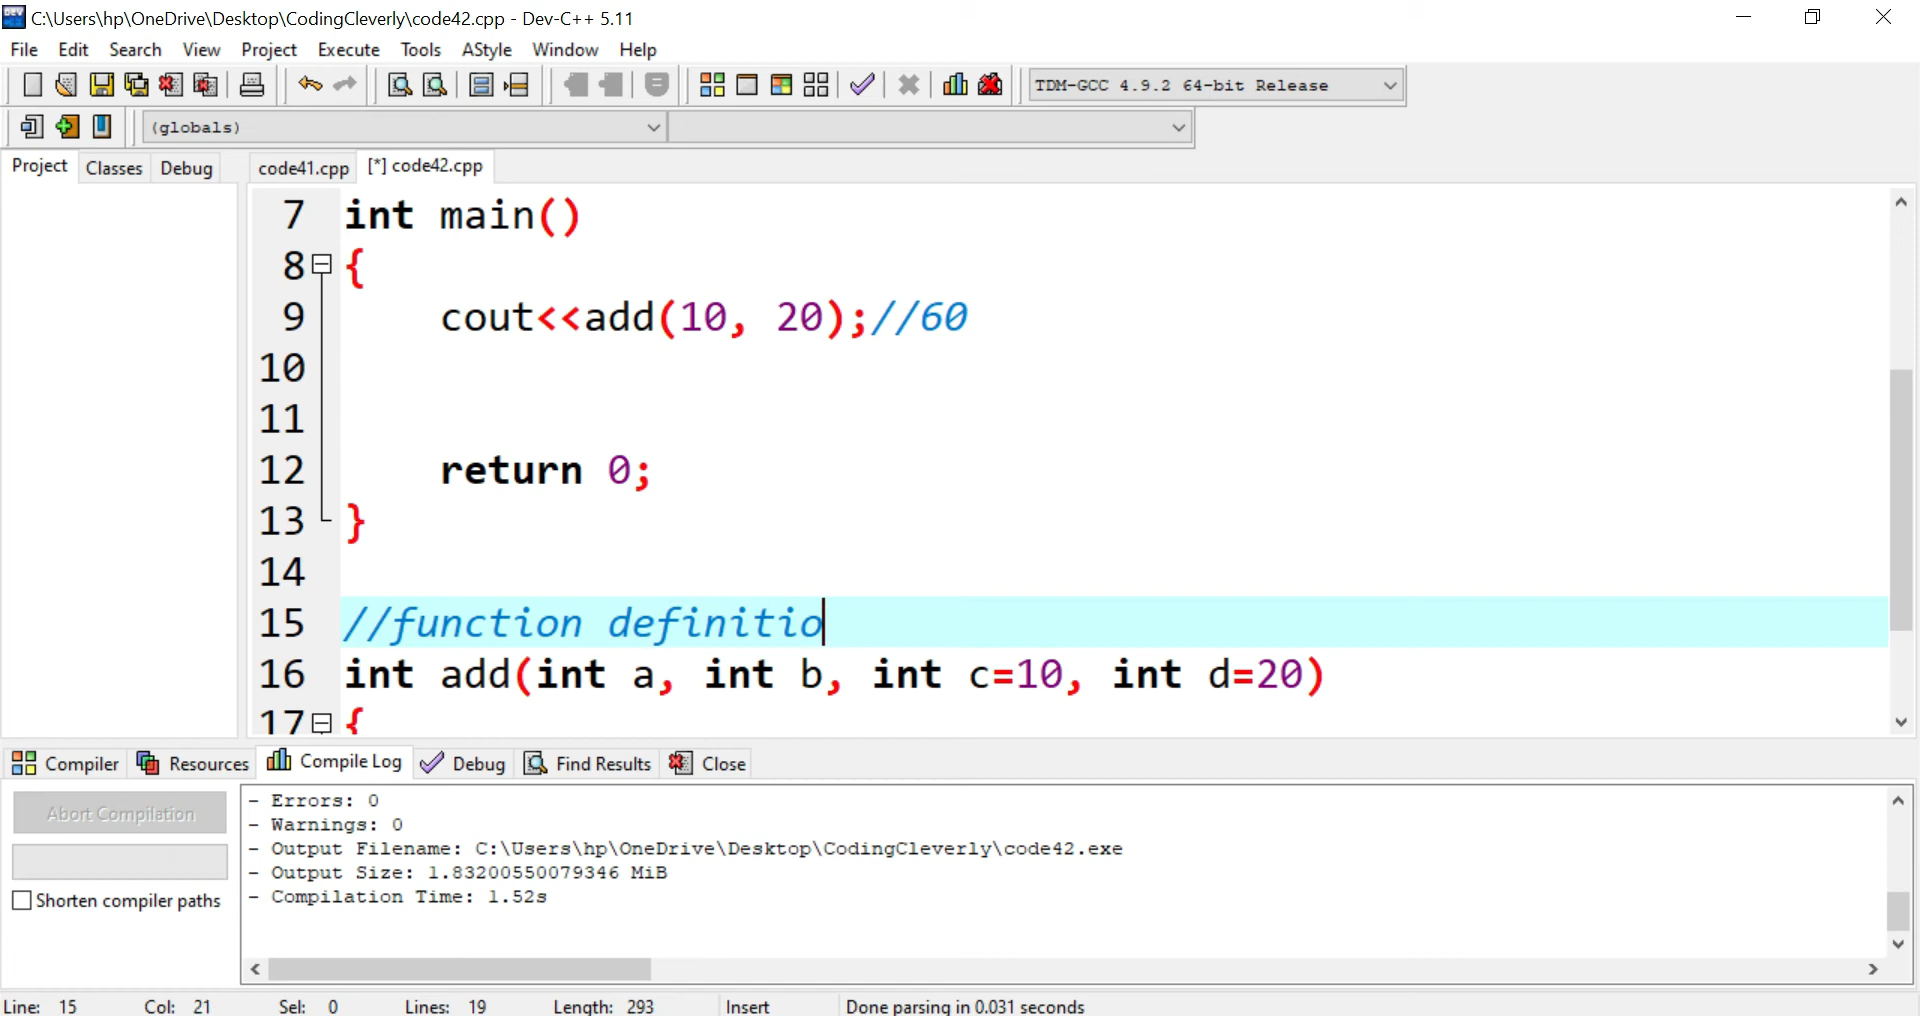 C:\Users\hp\OneDrive\Desktop\CodingCleverly\code42.cpp - Dev-C++ 5.11
File Edit Search View Project Execute Tools AStyle Window Help
TDM-GCC 4.9.2 64-bit Release
(globals)
Project Classes Debug code41.cpp [*] code42.cpp
7 int main()
8 {
9 cout<<add(10, 20);//60
10
11
12 return 0;
13 }
14
15 //function definitio
16 int add(int a, int b, int c=10, int d=20)
17 {
Compiler Resources Compile Log Debug Find Results Close
Abort Compilation
Shorten compiler paths
- Errors: 0
- Warnings: 0
- Output Filename: C:\Users\hp\OneDrive\Desktop\CodingCleverly\code42.exe
- Output Size: 1.83200550079346 MiB
- Compilation Time: 1.52s
Line: 15 Col: 21 Sel: 0 Lines: 19 Length: 293 Insert Done parsing in 0.031 seconds